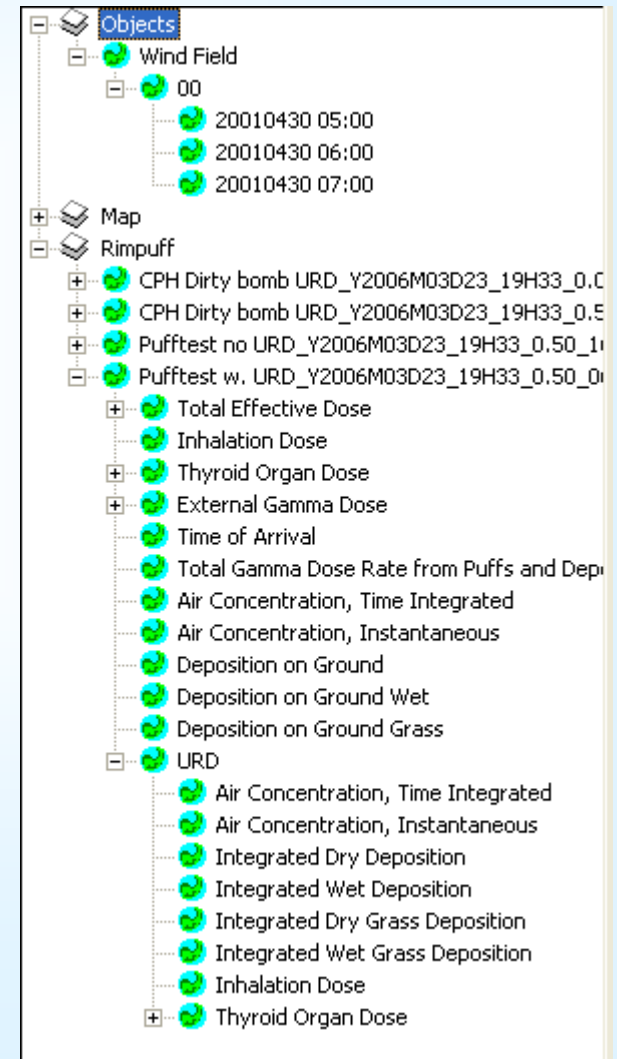 Objects
Wind Field
00
20010430 05:00
20010430 06:00
20010430 07:00
Map
Rimpuff
CPH Dirty bomb URD_Y2006M03D23_19H33_0.0
CPH Dirty bomb URD_Y2006M03D23_19H33_0.5
Pufftest no URD_Y2006M03D23_19H33_0.50_1
Pufftest w. URD_Y2006M03D23_19H33_0.50_0
Total Effective Dose
Inhalation Dose
Thyroid Organ Dose
External Gamma Dose
Time of Arrival
Total Gamma Dose Rate from Puffs and Dep
Air Concentration, Time Integrated
Air Concentration, Instantaneous
Deposition on Ground
Deposition on Ground Wet
Deposition on Ground Grass
URD
Air Concentration, Time Integrated
Air Concentration, Instantaneous
Integrated Dry Deposition
Integrated Wet Deposition
Integrated Dry Grass Deposition
Integrated Wet Grass Deposition
Inhalation Dose
Thyroid Organ Dose